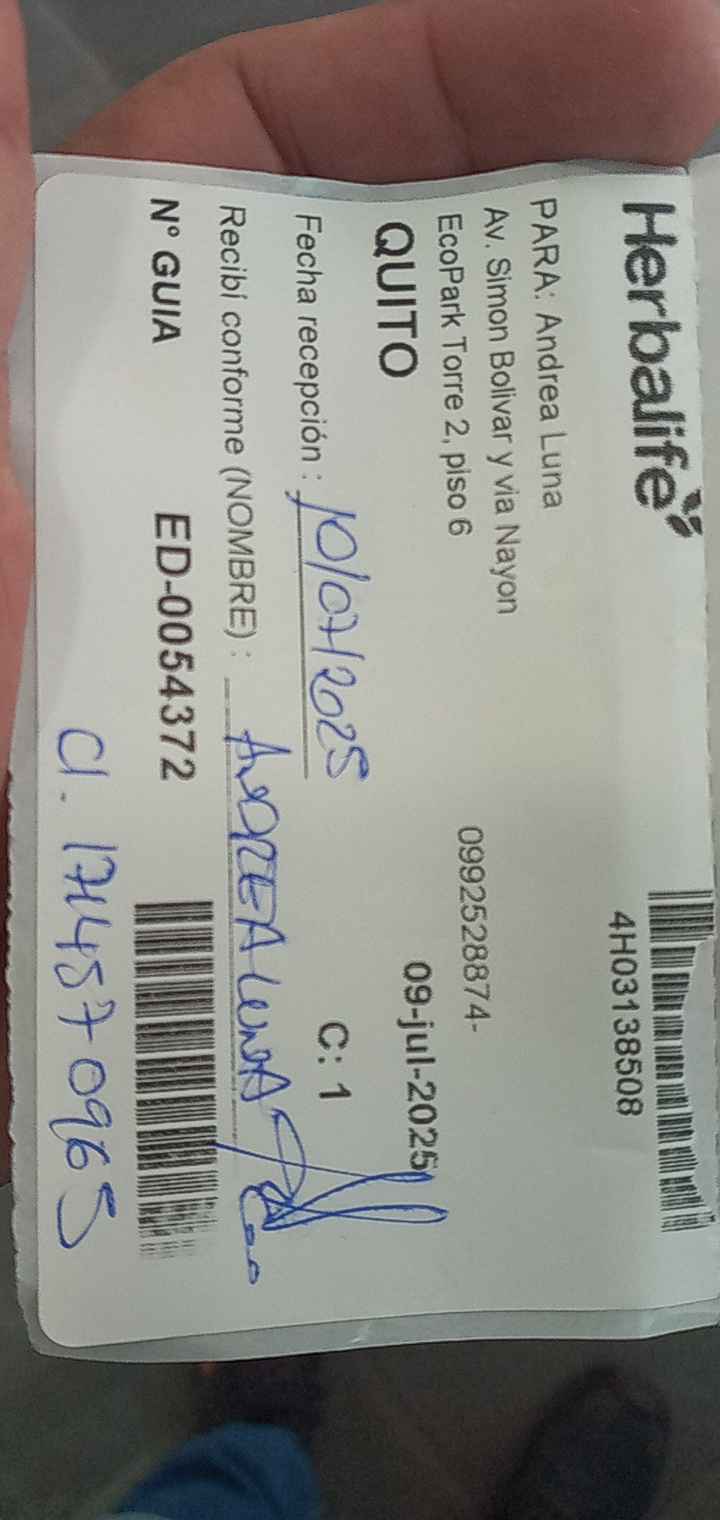 Herbalife
4H03138508
PARA: Andrea Luna
Av. Simon Bolivar y via Nayon
EcoPark Torre 2, piso 6
0992528874-
QUITO
09-jul-2025
Fecha recepción : 10/07/2025
C: 1
Recibí conforme (NOMBRE) : ANDREA LUNA
N° GUIA ED-0054372
CI. 1714570965